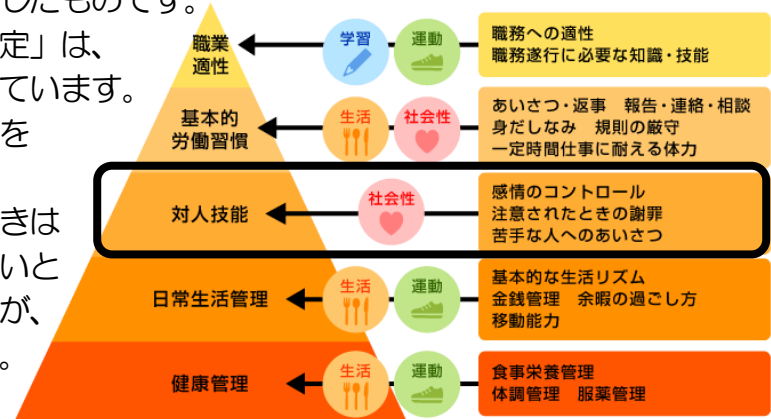 したものです。
定」は、
ています。
を
きは
いと
が、
。
職業
適性
学習
運動
職務への適性
職務遂行に必要な知識・技能
基本的
労働習慣
生活
社会性
あいさつ・返事 報告・連絡・相談
身だしなみ 規則の厳守
一定時間仕事に耐える体力
対人技能
社会性
感情のコントロール
注意されたときの謝罪
苦手な人へのあいさつ
日常生活管理
生活
運動
基本的な生活リズム
金銭管理 余暇の過ごし方
移動能力
健康管理
生活
運動
食事栄養管理
体調管理 服薬管理